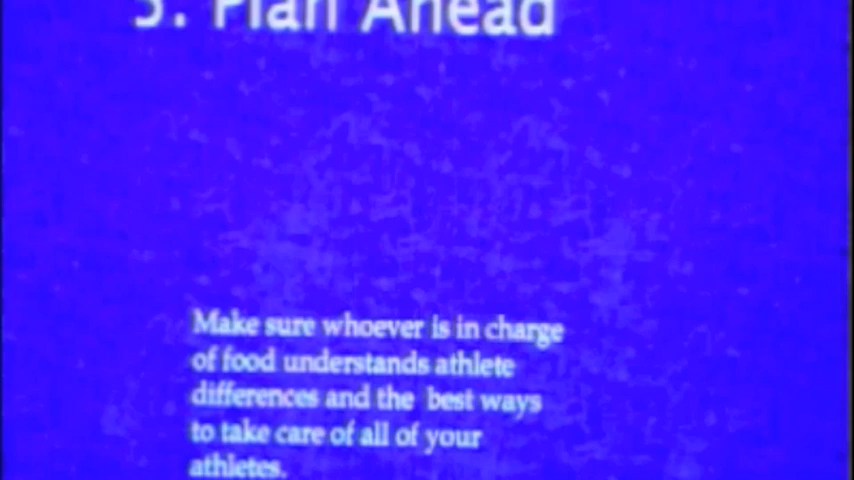 Plan Ahead
Make sure whoever is in charge
of food understands athlete
differences and the best ways
to take care of all of your
athletes.